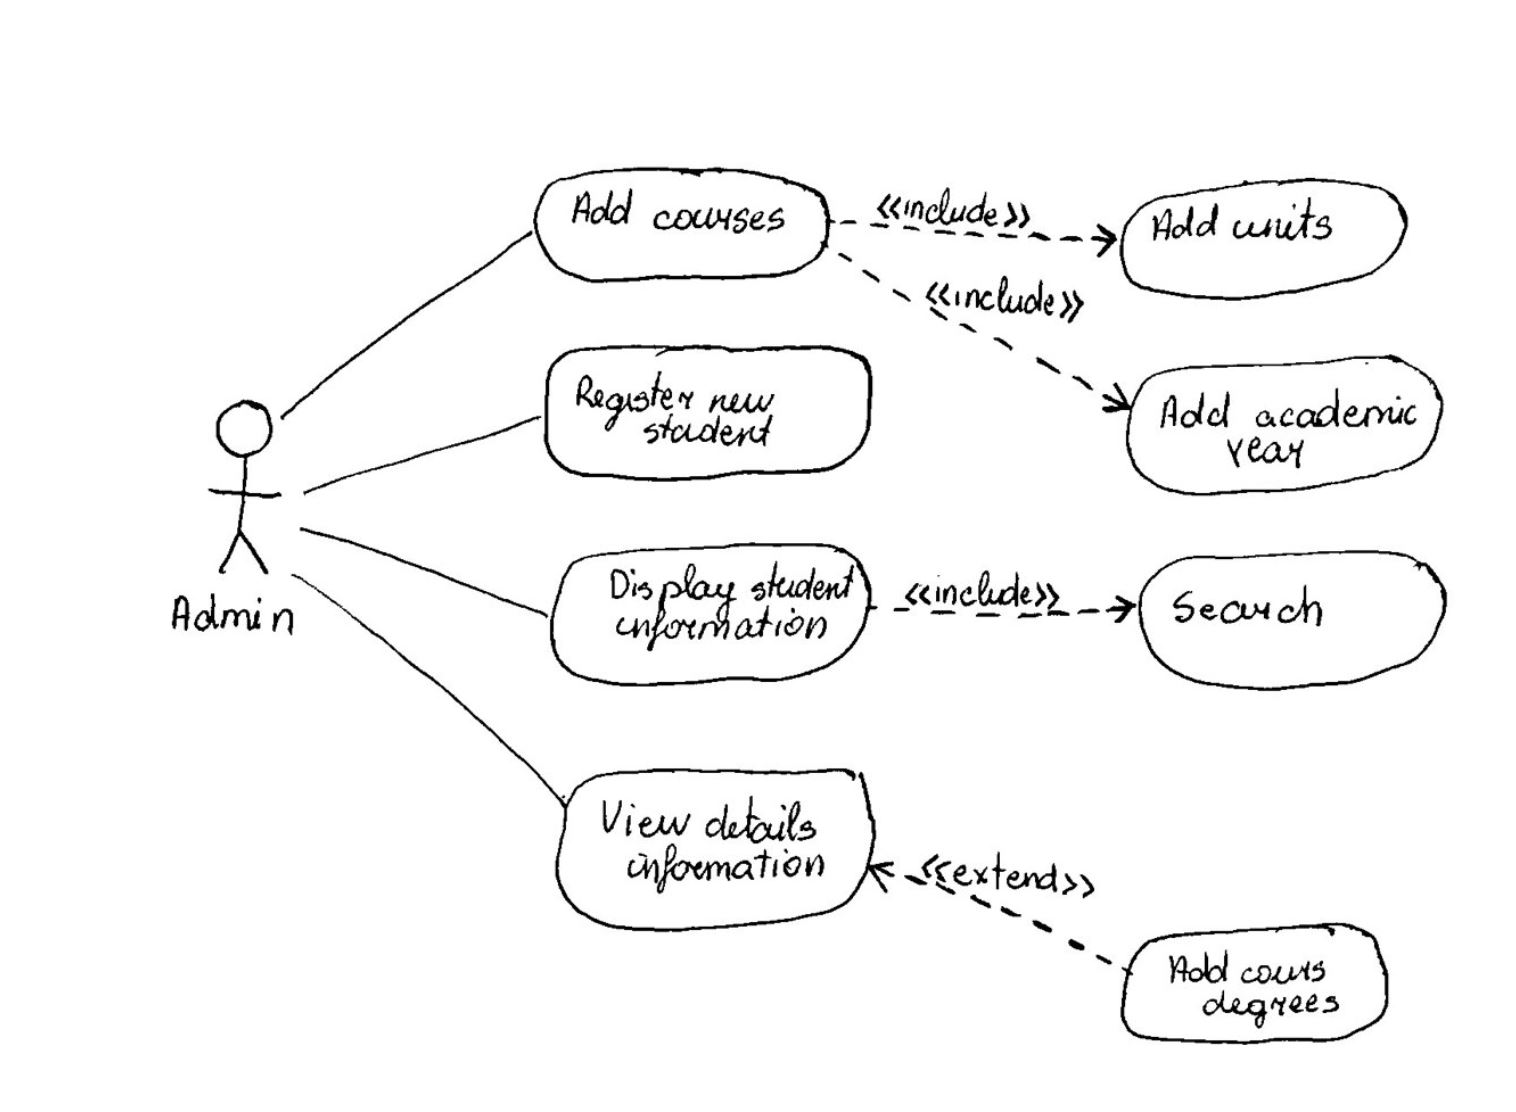 Add courses
<<include>>
Add units
<<include>>
Register new
student
Add academic
year
Admin
Display student
information
<<include>>
Search
View details
information
<<extend>>
Add cours
degrees